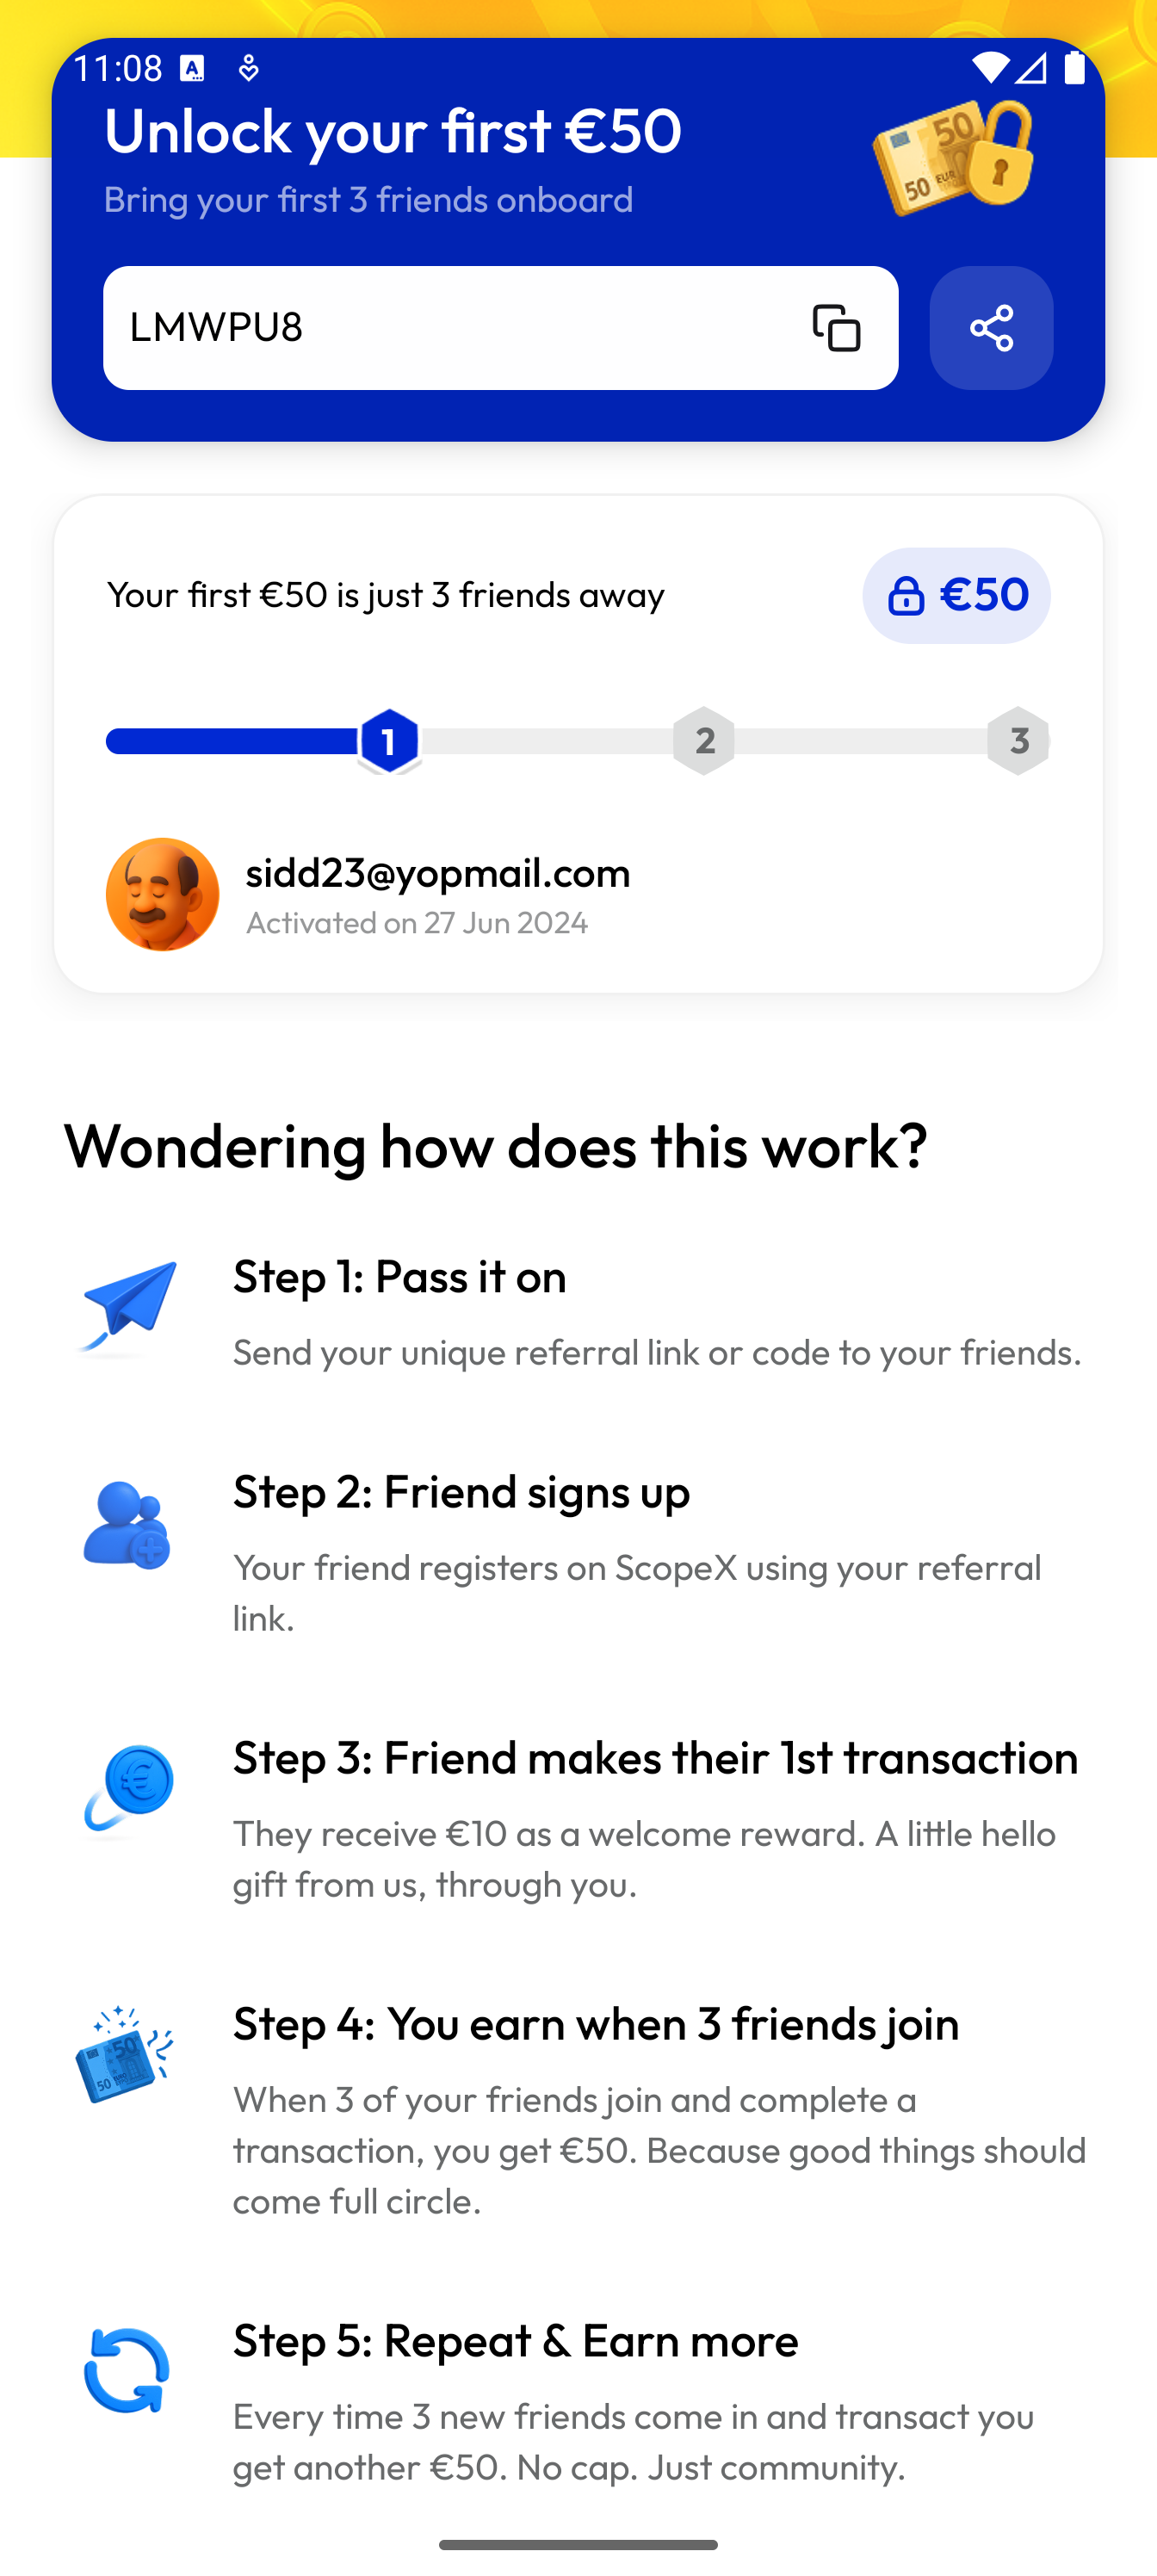 11:08
Unlock your first €50
Bring your first 3 friends onboard
50
50 EUR
LMWPU8
Your first €50 is just 3 friends away
€50
1
2
3
sidd23@yopmail.com
Activated on 27 Jun 2024
Wondering how does this work?
Step 1: Pass it on
Send your unique referral link or code to your friends.
Step 2: Friend signs up
Your friend registers on ScopeX using your referral
link.
Step 3: Friend makes their 1st transaction
They receive €10 as a welcome reward. A little hello
gift from us, through you.
Step 4: You earn when 3 friends join
50
50
When 3 of your friends join and complete a
transaction, you get €50. Because good things should
come full circle.
Step 5: Repeat & Earn more
Every time 3 new friends come in and transact you
get another €50. No cap. Just community.